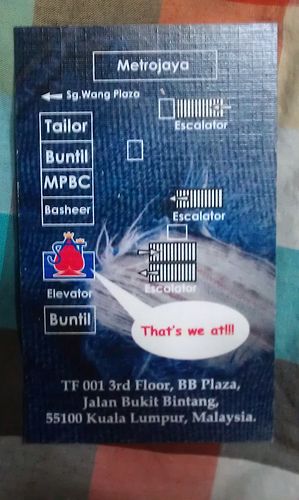 Metrojaya
Sg.Wang Plaza
Tailor
Escalator
Buntil
MPBC
Basheer
Escalator
Elevator
Escalator
Buntil
That's we at!!!
TF 001 3rd Floor, BB Plaza,
Jalan Bukit Bintang,
55100 Kuala Lumpur, Malaysia.